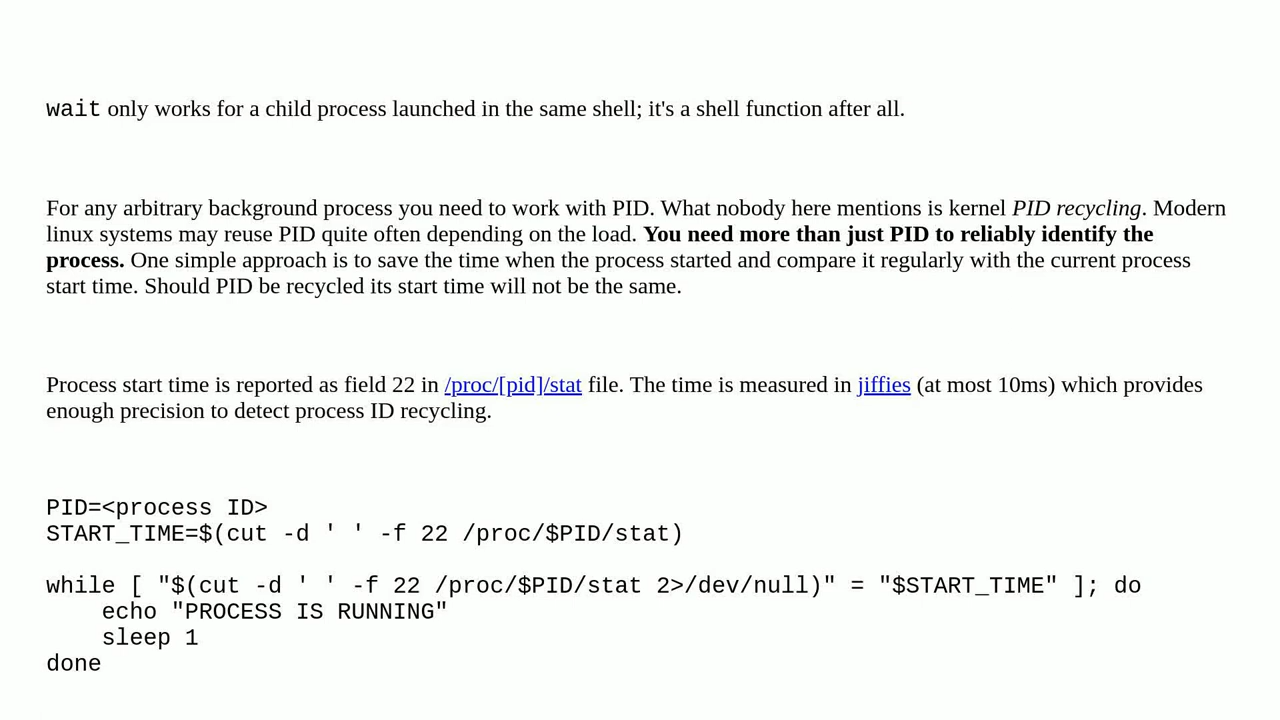 wait only works for a child process launched in the same shell; it's a shell function after all.
For any arbitrary background process you need to work with PID. What nobody here mentions is kernel PID recycling. Modern
linux systems may reuse PID quite often depending on the load. You need more than just PID to reliably identify the
process. One simple approach is to save the time when the process started and compare it regularly with the current process
start time. Should PID be recycled its start time will not be the same.
Process start time is reported as field 22 in /proc/[pid]/stat file. The time is measured in jiffies (at most 10ms) which provides
enough precision to detect process ID recycling.
PID=<process ID>
START_TIME=$(cut -d ' ' -f 22 /proc/$PID/stat)
while [ "$(cut -d ' ' -f 22 /proc/$PID/stat 2>/dev/null)" = "$START_TIME" ]; do
    echo "PROCESS IS RUNNING"
    sleep 1
done